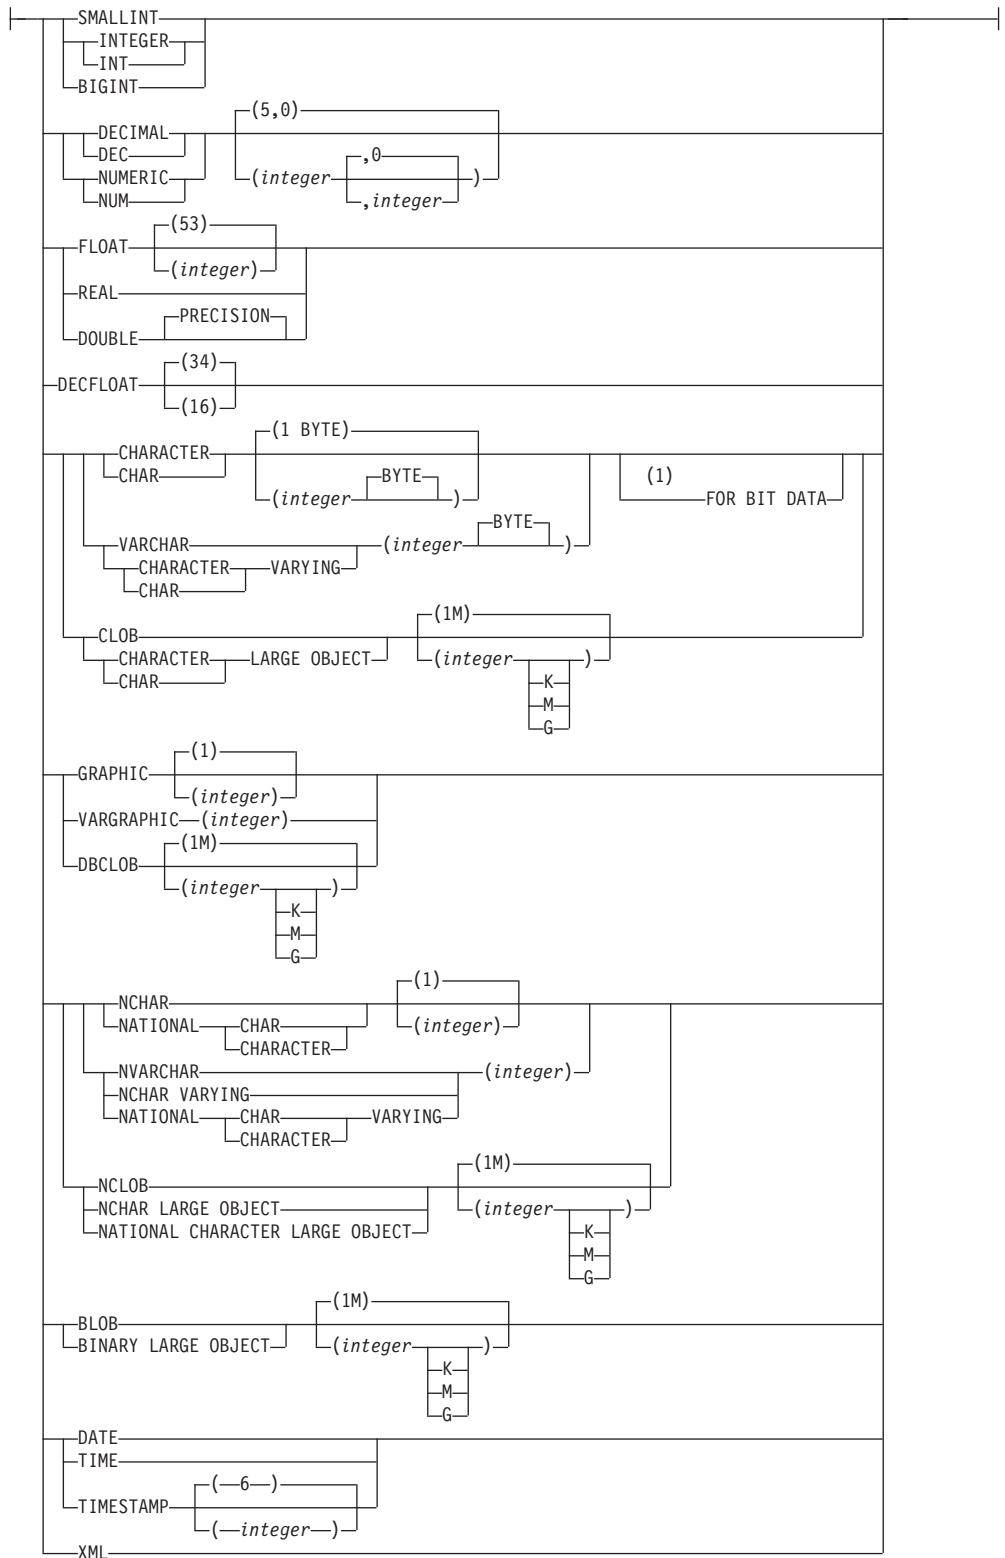 SMALLINT
INTEGER
INT
BIGINT
(5,0)
DECIMAL
DEC
,0
NUMERIC
(integer )
NUM
,integer
(53)
FLOAT
(integer)
REAL
PRECISION
DOUBLE
(34)
DECFLOAT
(16)
(1 BYTE)
CHARACTER
CHAR
BYTE
(1)
(integer )
FOR BIT DATA
BYTE
VARCHAR
(integer )
CHARACTER VARYING
CHAR
(1M)
CLOB
CHARACTER LARGE OBJECT
(integer )
CHAR
K
M
G
(1)
GRAPHIC
(integer)
VARGRAPHIC (integer)
(1M)
DBCLOB
(integer )
K
M
G
(1)
NCHAR
NATIONAL CHAR
(integer)
CHARACTER
NVARCHAR
(integer)
NCHAR VARYING
NATIONAL CHAR VARYING
CHARACTER
(1M)
NCLOB
NCHAR LARGE OBJECT
(integer )
NATIONAL CHARACTER LARGE OBJECT
K
M
G
(1M)
BLOB
BINARY LARGE OBJECT
(integer )
K
M
G
DATE
TIME
( 6 )
TIMESTAMP
( integer )
XML